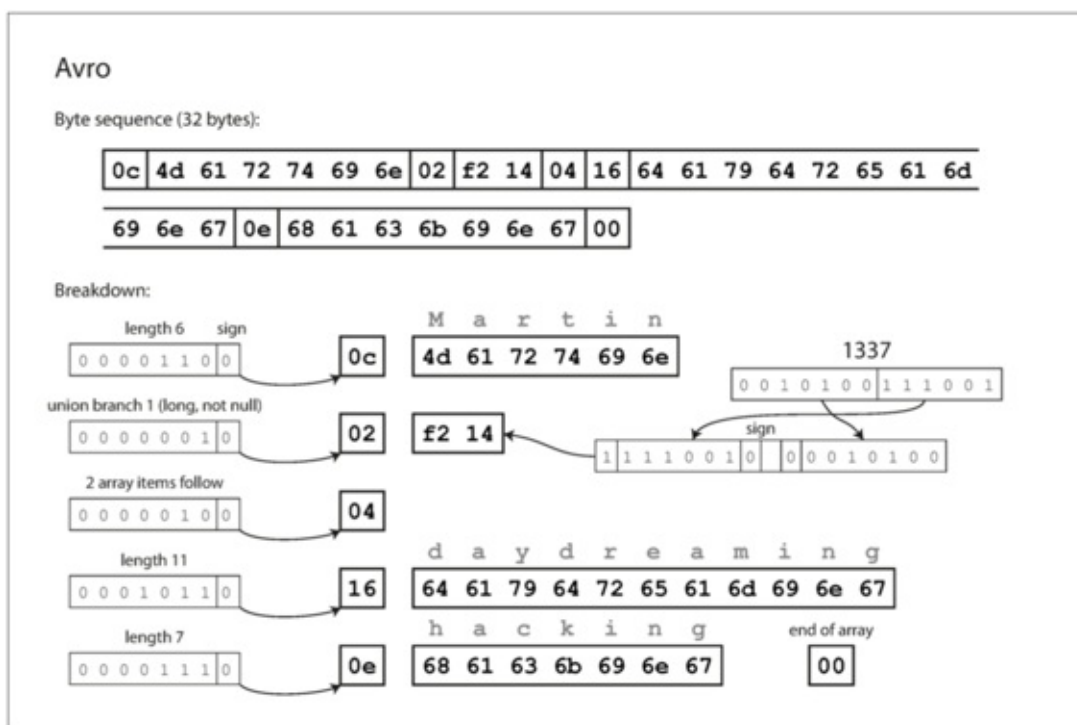 Avro
Byte sequence (32 bytes):
0c 4d 61 72 74 69 6e 02 f2 14 04 16 64 61 79 64 72 65 61 6d
69 6e 67 0e 68 61 63 6b 69 6e 67 00
Breakdown:
length 6 sign
0 0 0 0 1 1 0 0
0c
M a r t i n
4d 61 72 74 69 6e
1337
0 0 1 0 1 0 0 1 1 1 0 0 1
union branch 1 (long, not null)
0 0 0 0 0 0 1 0
02
f2 14
sign
1 1 1 1 0 0 1 0 0 0 0 1 0 1 0 0
2 array items follow
0 0 0 0 0 1 0 0
04
length 11
0 0 0 1 0 1 1 0
16
d a y d r e a m i n g
64 61 79 64 72 65 61 6d 69 6e 67
length 7
0 0 0 0 1 1 1 0
0e
h a c k i n g
68 61 63 6b 69 6e 67
end of array
00